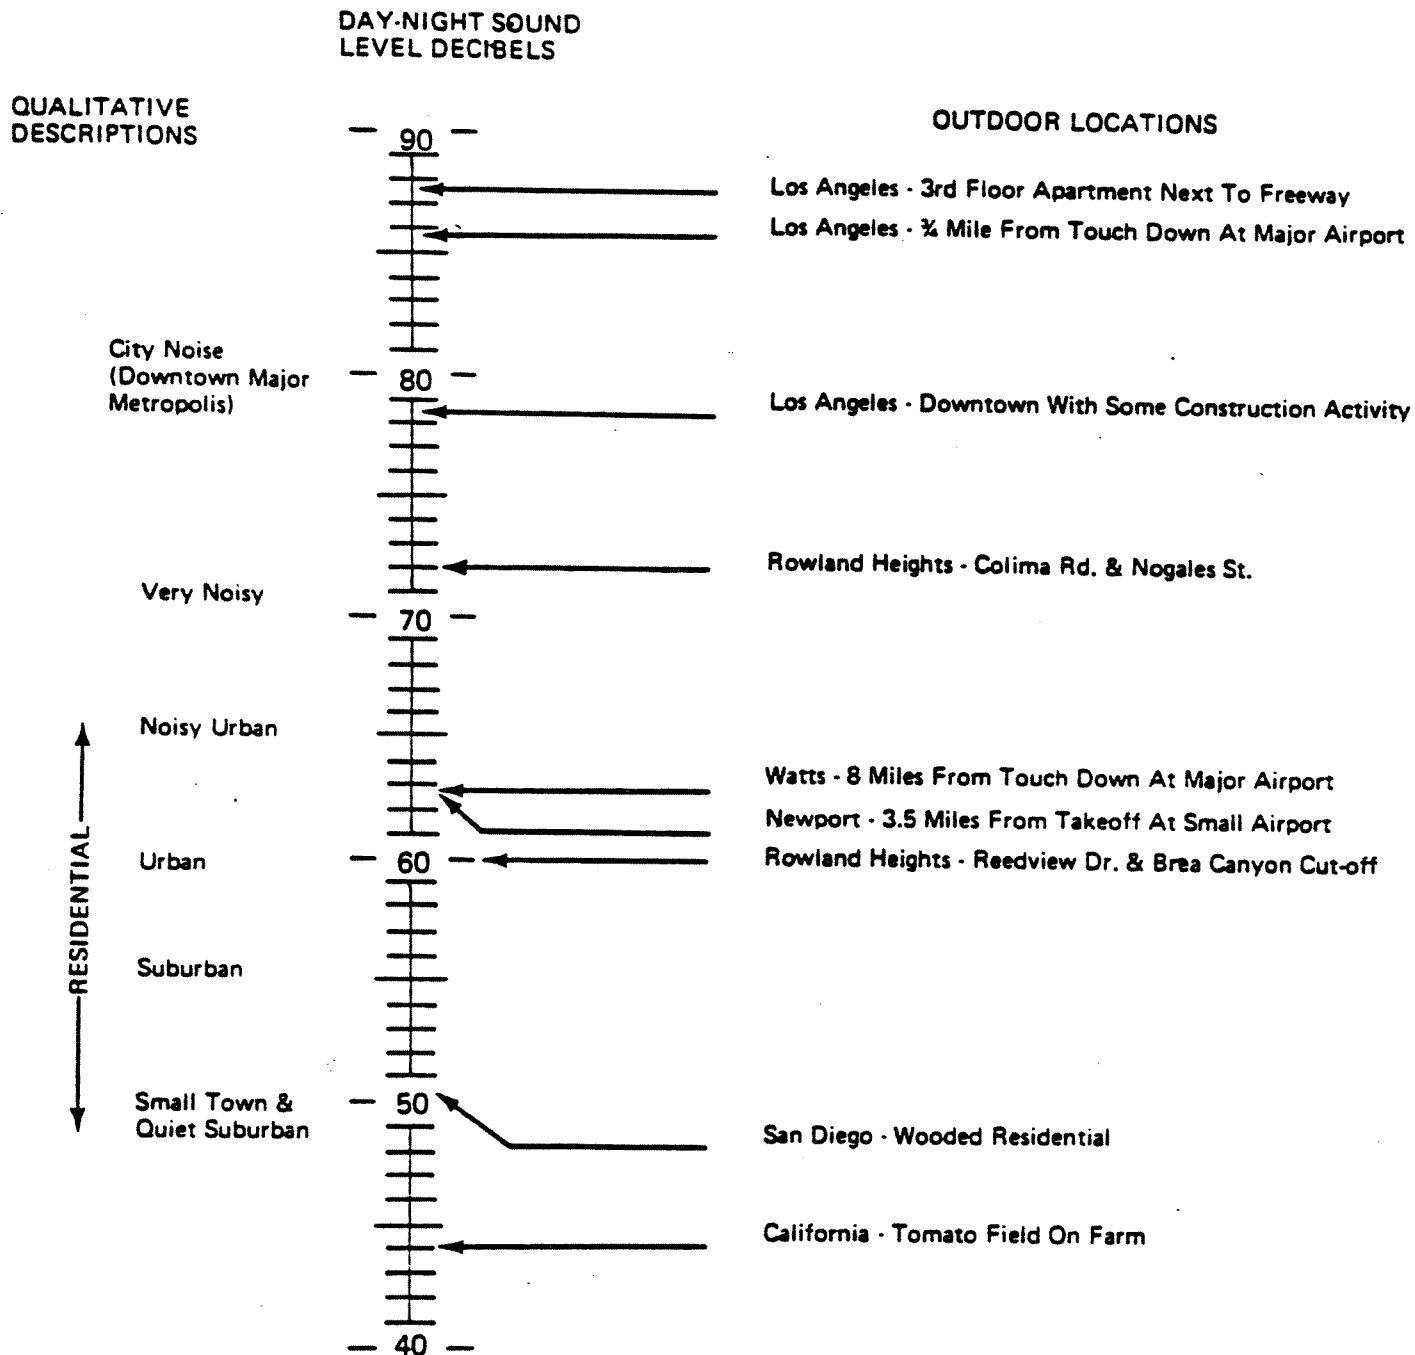 DAY-NIGHT SOUND
LEVEL DECIBELS
QUALITATIVE
DESCRIPTIONS
OUTDOOR LOCATIONS
90
Los Angeles - 3rd Floor Apartment Next To Freeway
Los Angeles - ¾ Mile From Touch Down At Major Airport
City Noise
(Downtown Major
Metropolis)
80
Los Angeles - Downtown With Some Construction Activity
Rowland Heights - Colima Rd. & Nogales St.
Very Noisy
70
Noisy Urban
Watts - 8 Miles From Touch Down At Major Airport
Newport - 3.5 Miles From Takeoff At Small Airport
Urban
60
Rowland Heights - Reedview Dr. & Brea Canyon Cut-off
RESIDENTIAL
Suburban
Small Town &
Quiet Suburban
50
San Diego - Wooded Residential
California - Tomato Field On Farm
40